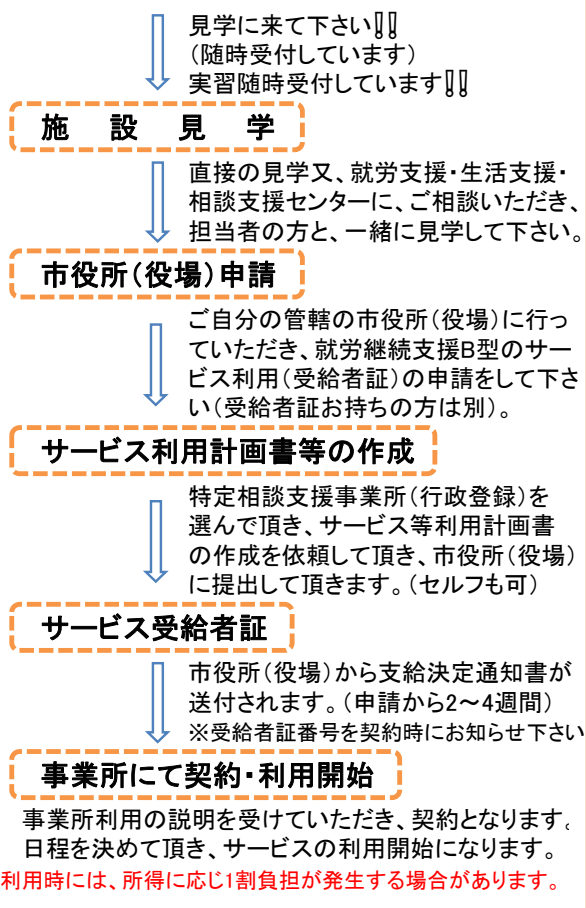 見学に来て下さい!!
(随時受付しています)
実習随時受付しています!!
施設見学
直接の見学又、就労支援・生活支援・
相談支援センターに、ご相談いただき、
担当者の方と、一緒に見学して下さい。
市役所(役場)申請
ご自分の管轄の市役所(役場)に行っ
ていただき、就労継続支援B型のサー
ビス利用(受給者証)の申請をして下さ
い(受給者証お持ちの方は別)。
サービス利用計画書等の作成
特定相談支援事業所(行政登録)を
選んで頂き、サービス等利用計画書
の作成を依頼して頂き、市役所(役場)
に提出して頂きます。(セルフも可)
サービス受給者証
市役所(役場)から支給決定通知書が
送付されます。(申請から2~4週間)
※受給者証番号を契約時にお知らせ下さい
事業所にて契約・利用開始
事業所利用の説明を受けていただき、契約となります。
日程を決めて頂き、サービスの利用開始になります。
利用時には、所得に応じ1割負担が発生する場合があります。